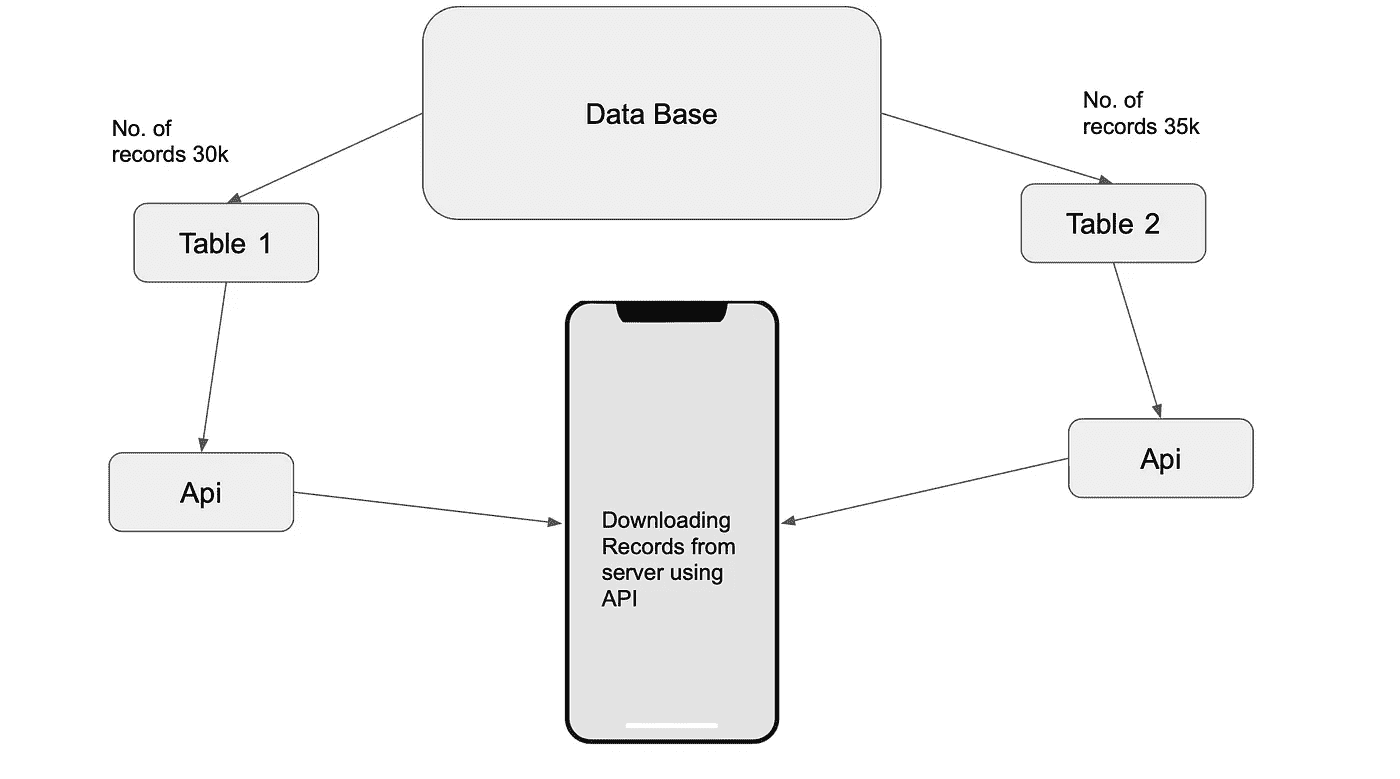 Data Base
No. of
records 30k
No. of
records 35k
Table 1
Table 2
Api
Api
Downloading
Records from
server using
API